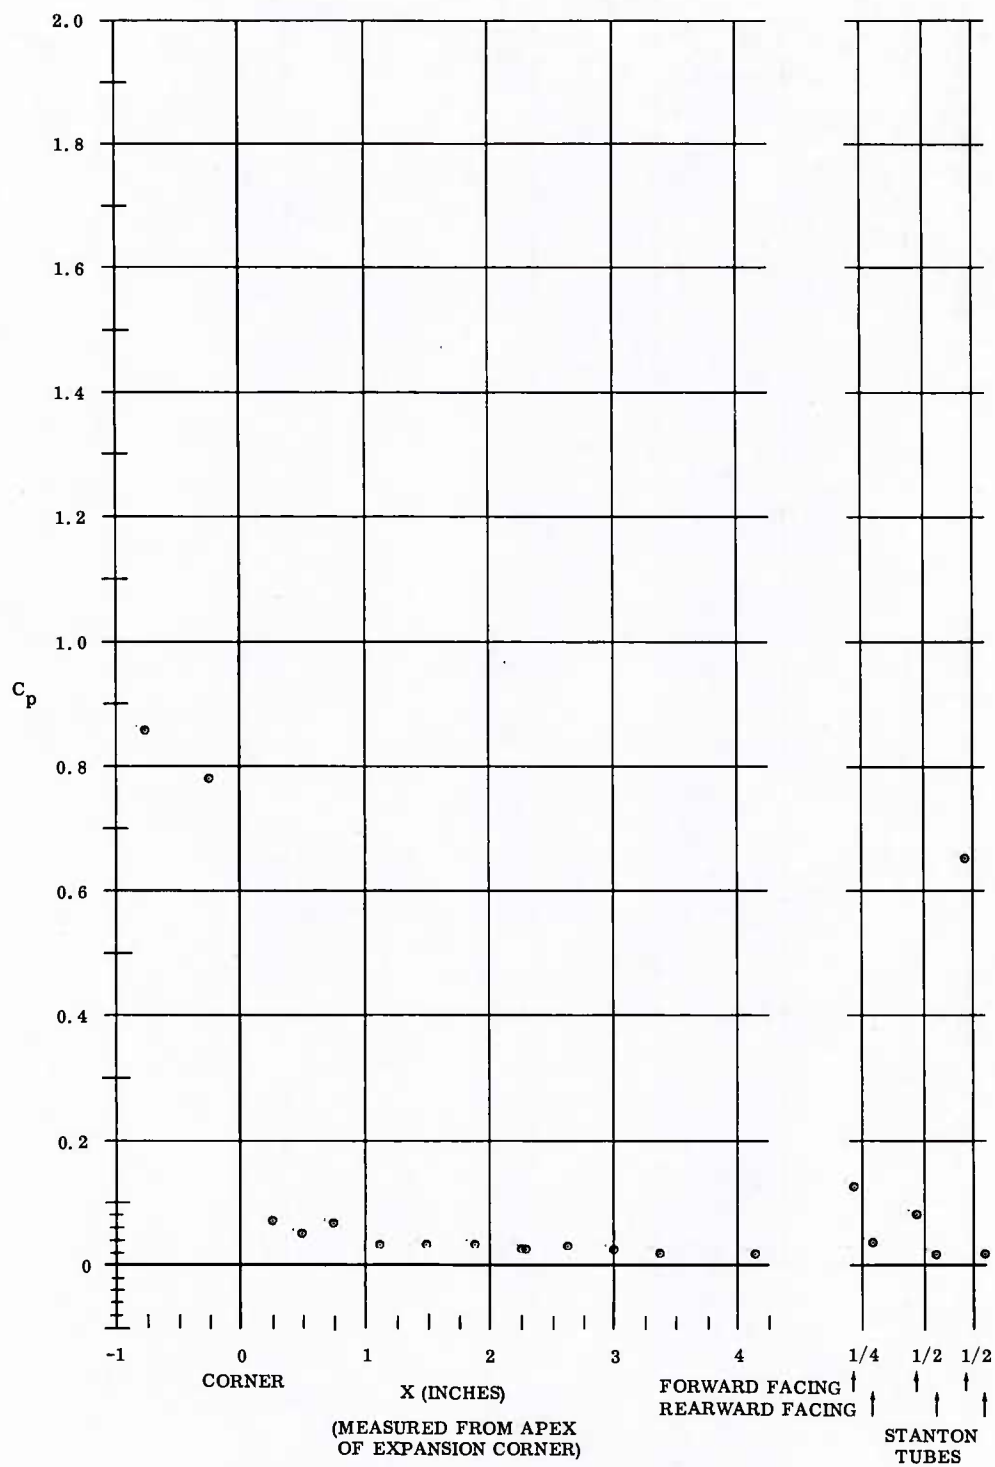 2.0
1.8
1.6
1.4
1.2
1.0
Cp
0.8
0.6
0.4
0.2
0
-1 0 1 2 3 4 1/4 1/2 1/2
CORNER
X (INCHES)
(MEASURED FROM APEX
OF EXPANSION CORNER)
FORWARD FACING
REARWARD FACING
STANTON
TUBES